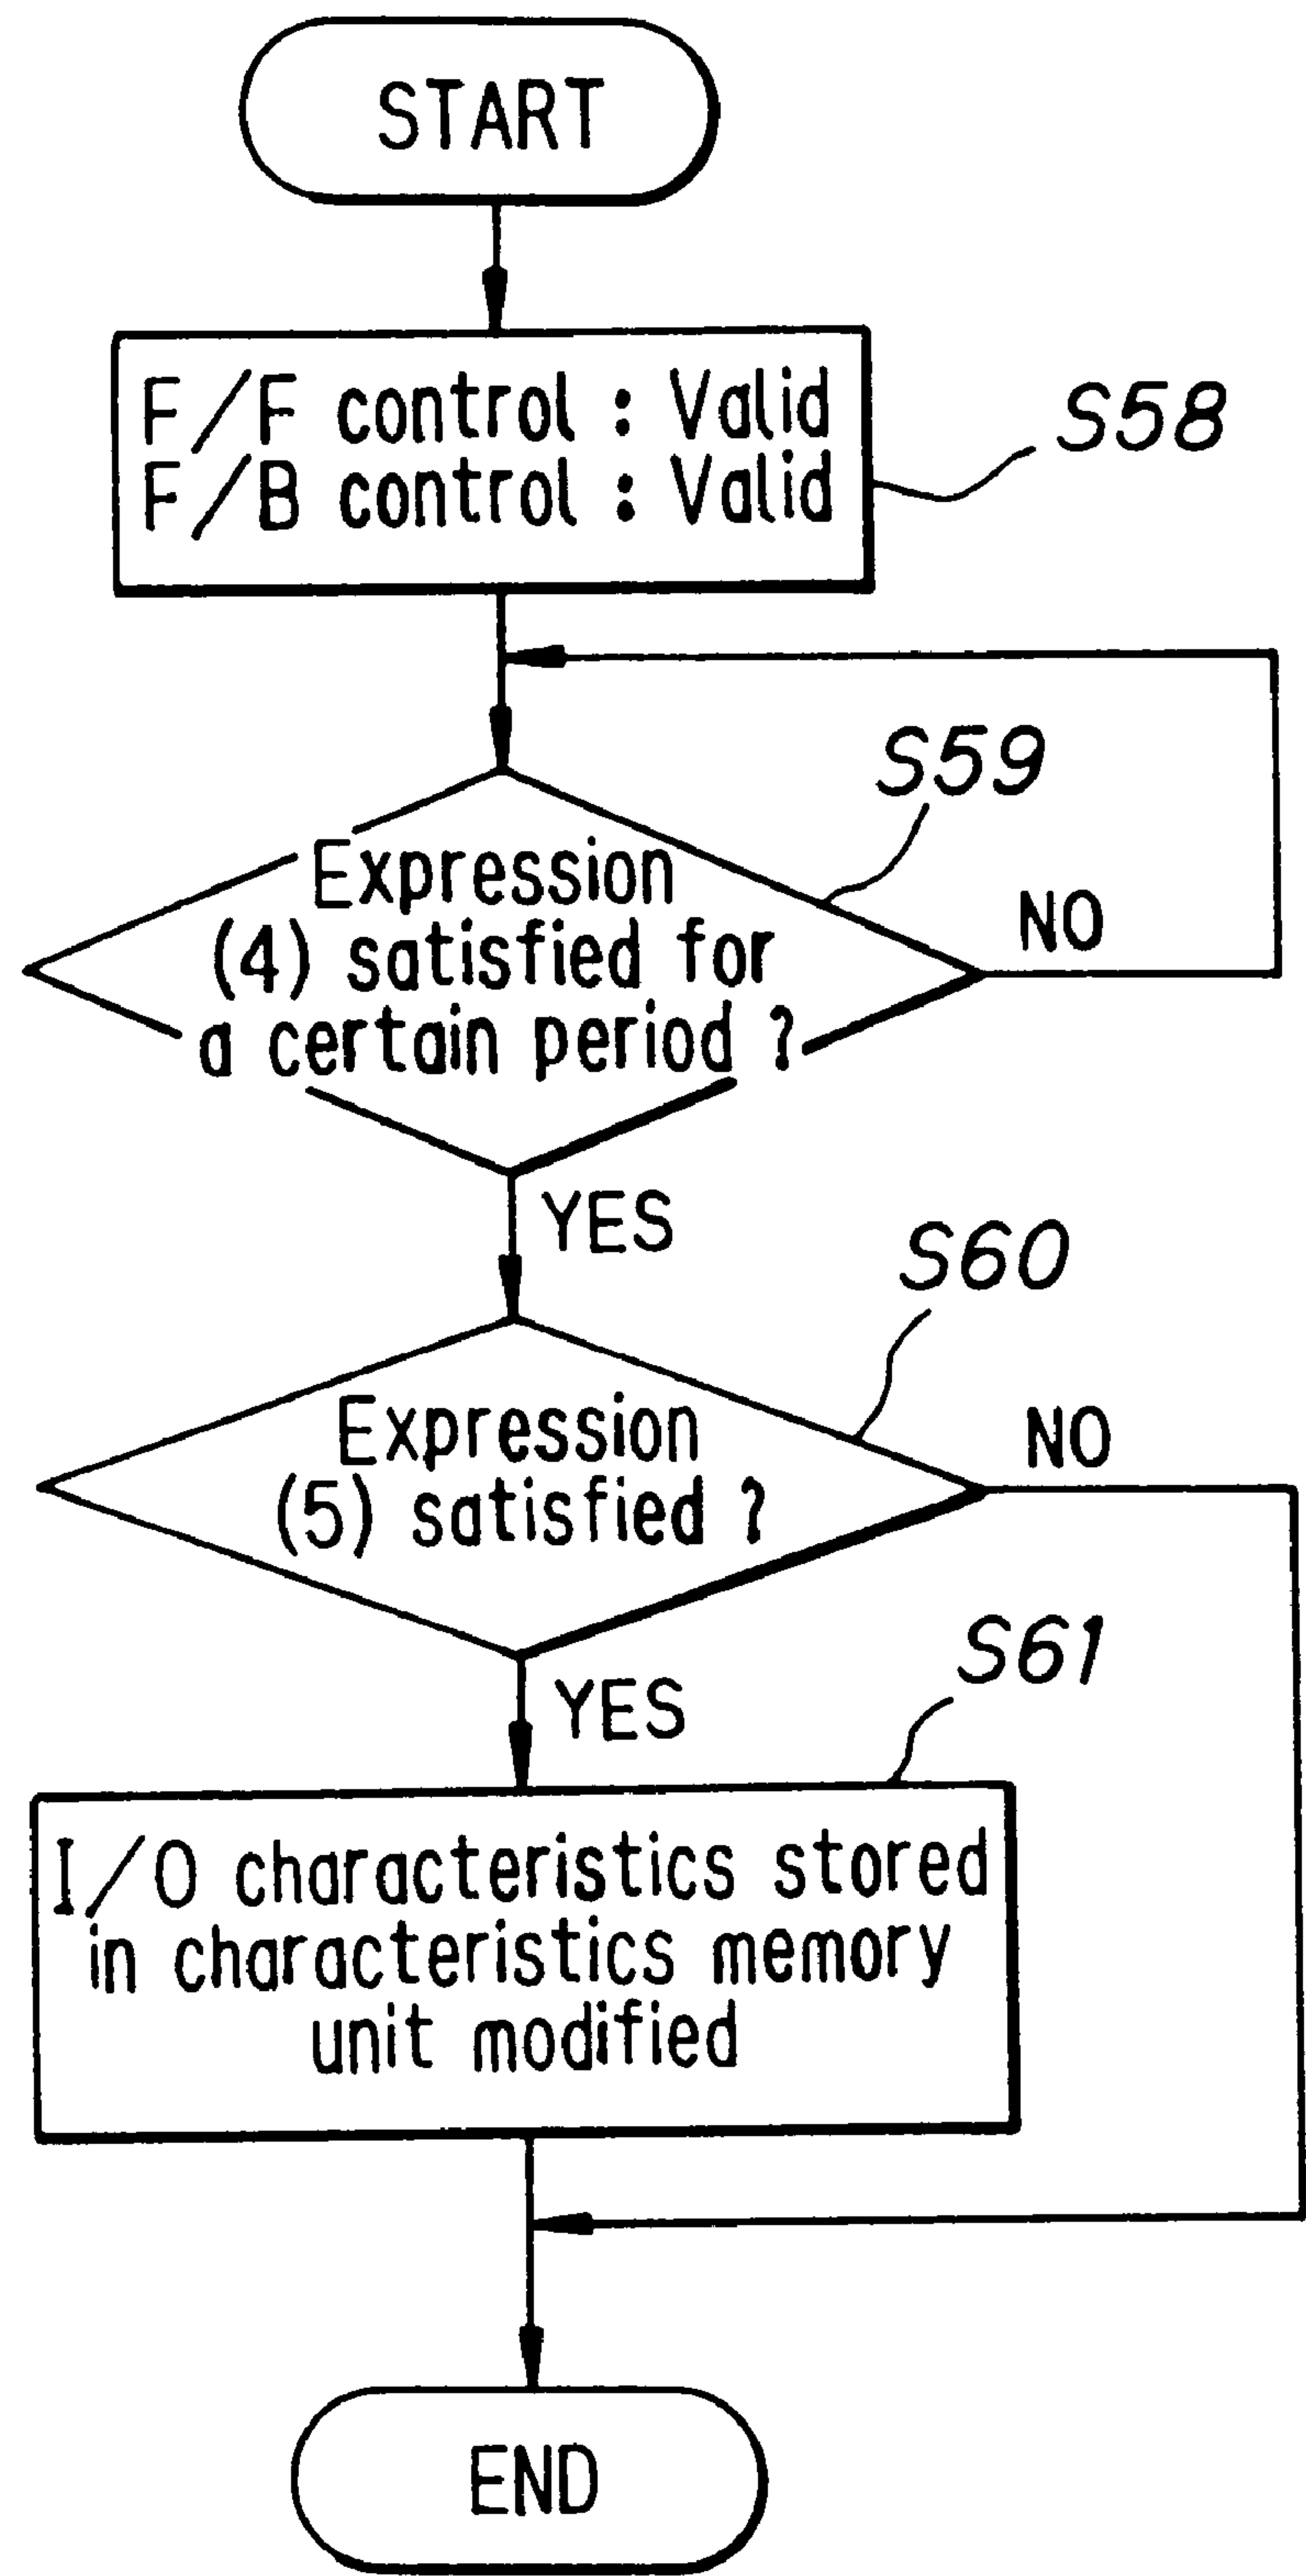 START
F/F control : Valid
F/B control : Valid
S58
S59
Expression
(4) satisfied for
a certain period ?
NO
YES
S60
Expression
(5) satisfied ?
NO
YES
S61
I/O characteristics stored
in characteristics memory
unit modified
END